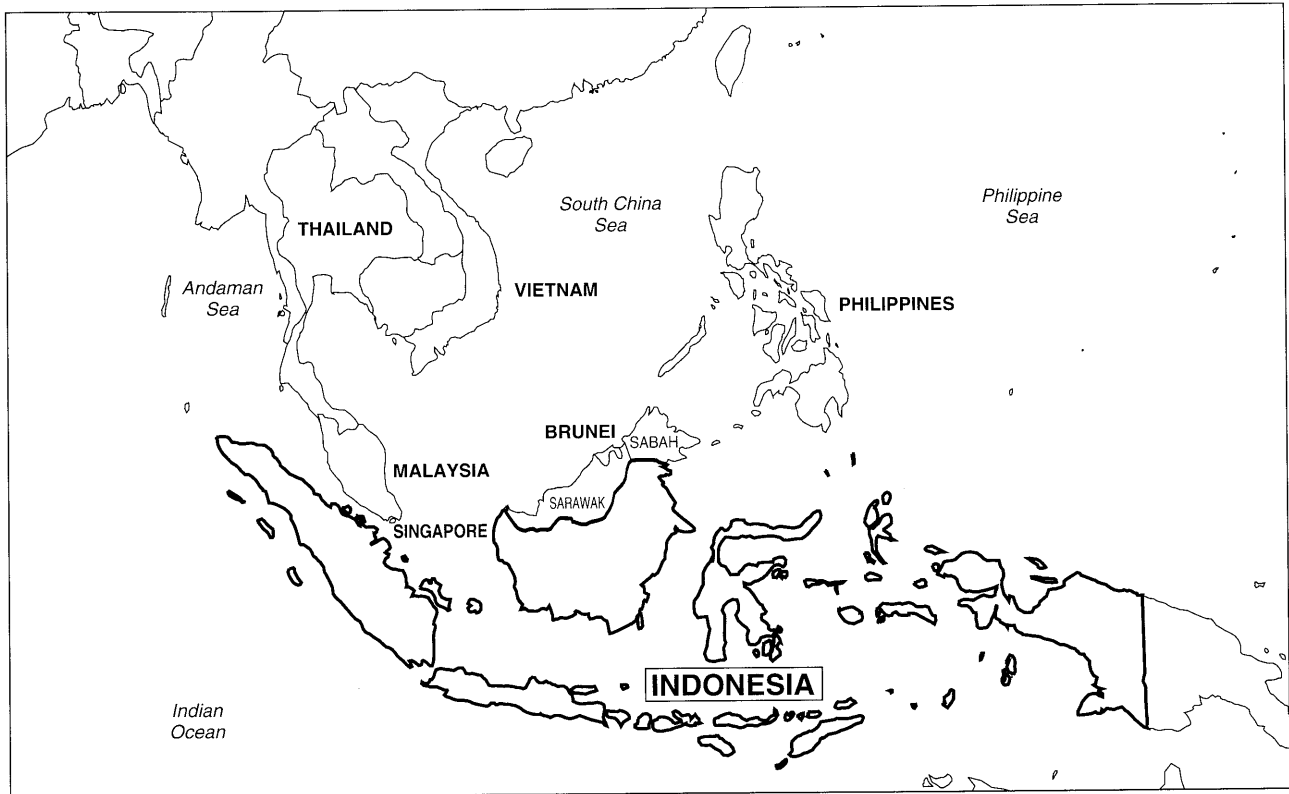 South China
Sea
Philippine
Sea
THAILAND
Andaman
Sea
VIETNAM
PHILIPPINES
BRUNEI
SABAH
MALAYSIA
SARAWAK
SINGAPORE
INDONESIA
Indian
Ocean